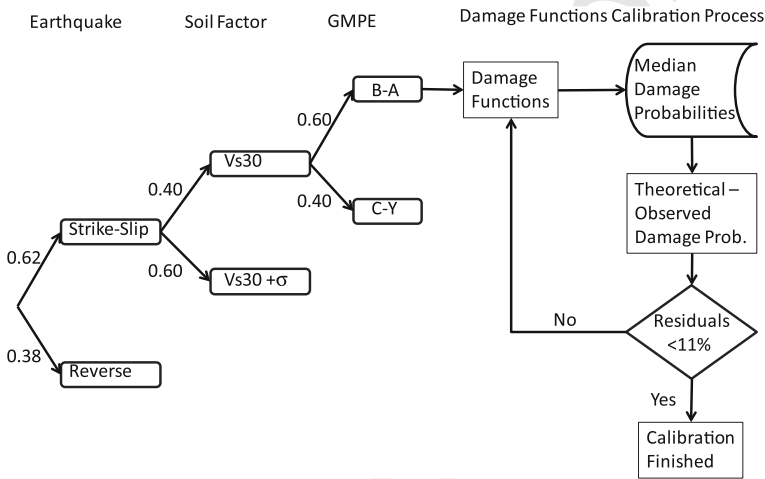 Earthquake
Soil Factor
GMPE
Damage Functions Calibration Process
0.62
0.38
Strike-Slip
Reverse
0.40
0.60
Vs30
Vs30 +σ
0.60
0.40
B-A
C-Y
Damage
Functions
Median
Damage
Probabilities
Theoretical –
Observed
Damage Prob.
Residuals
<11%
No
Yes
Calibration
Finished